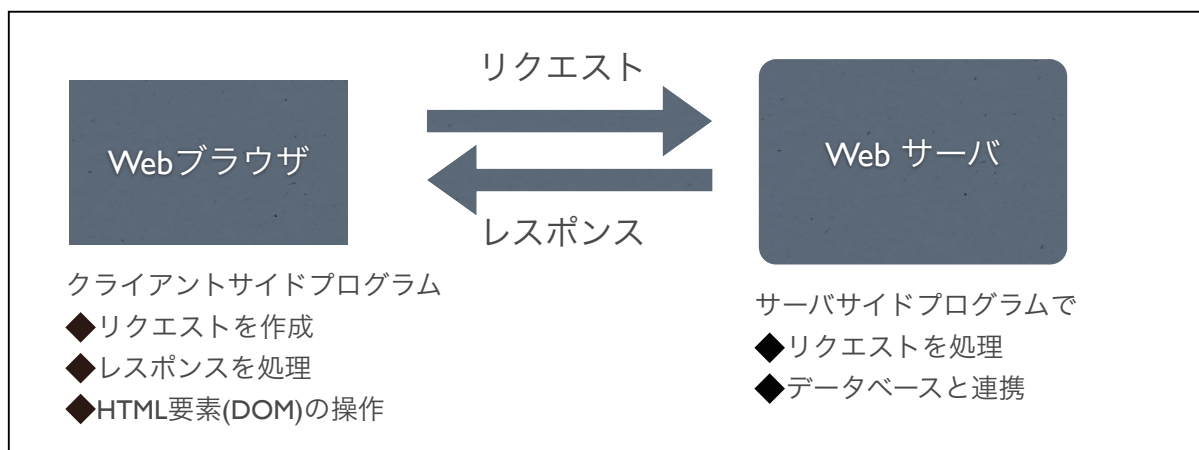 リクエスト
Webブラウザ
Web サーバ
レスポンス
クライアントサイドプログラム
◆リクエストを作成
◆レスポンスを処理
◆HTML要素(DOM)の操作
サーバサイドプログラムで
◆リクエストを処理
◆データベースと連携